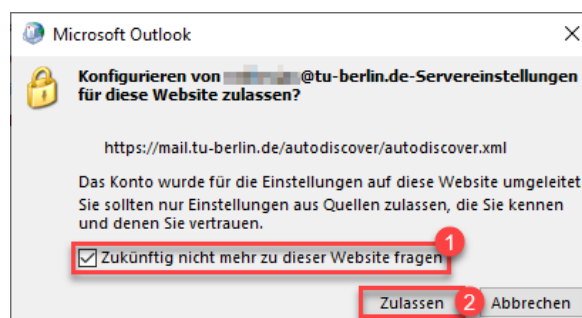 Microsoft Outlook
Konfigurieren von @tu-berlin.de-Servereinstellungen
für diese Website zulassen?
https://mail.tu-berlin.de/autodiscover/autodiscover.xml
Das Konto wurde für die Einstellungen auf diese Website umgeleitet
Sie sollten nur Einstellungen aus Quellen zulassen, die Sie kennen
und denen Sie vertrauen.
1
Zukünftig nicht mehr zu dieser Website fragen
Zulassen 2 Abbrechen